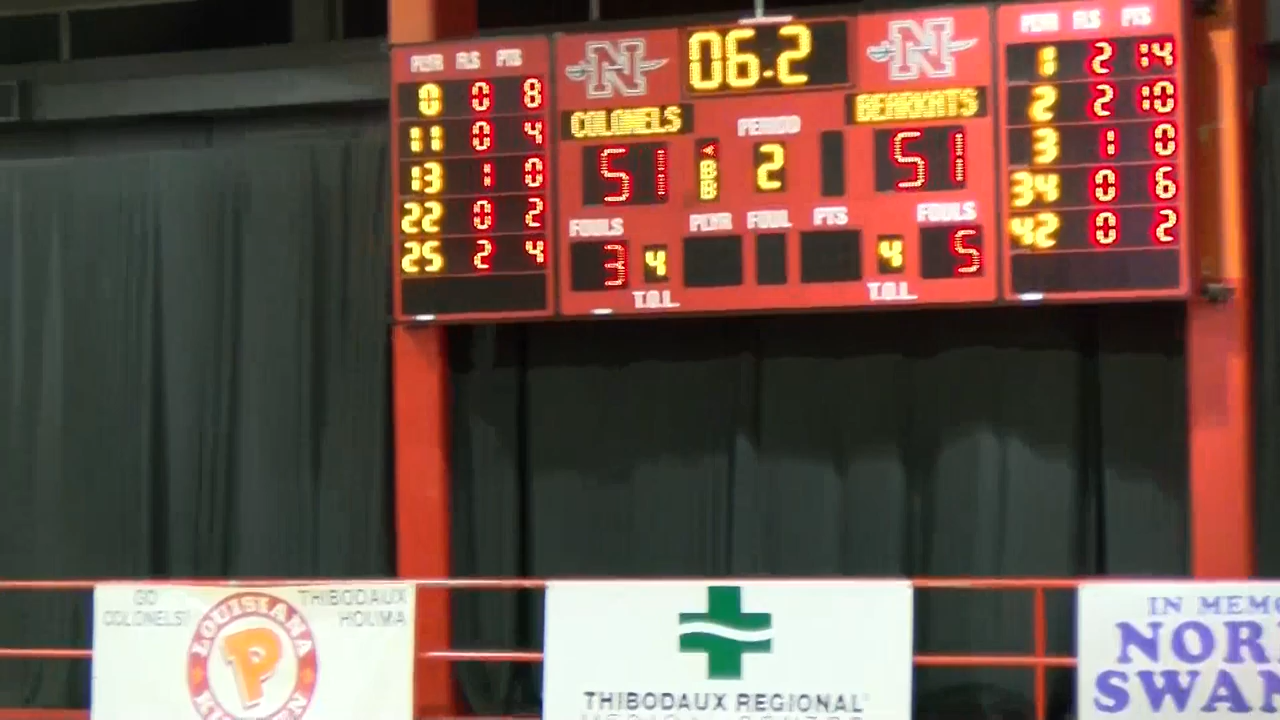 PLYR FLS PTS
0 0 8
11 0 4
13 1 0
22 0 2
25 2 4
N 06.2 N
COLONELS BEARKATS
PERIOD
51 2 51
FOULS PLYR FOUL PTS FOULS
3 4 4 5
T.O.L. T.O.L.
PLYR FLS PTS
1 2 14
2 2 10
3 1 0
34 0 6
42 0 2
GO
COLONELS!
THIBODAUX
HOUMA
LOUISIANA
P
KITCHEN
THIBODAUX REGIONAL
MEDICAL CENTER
IN MEMO
NOR
SWAN